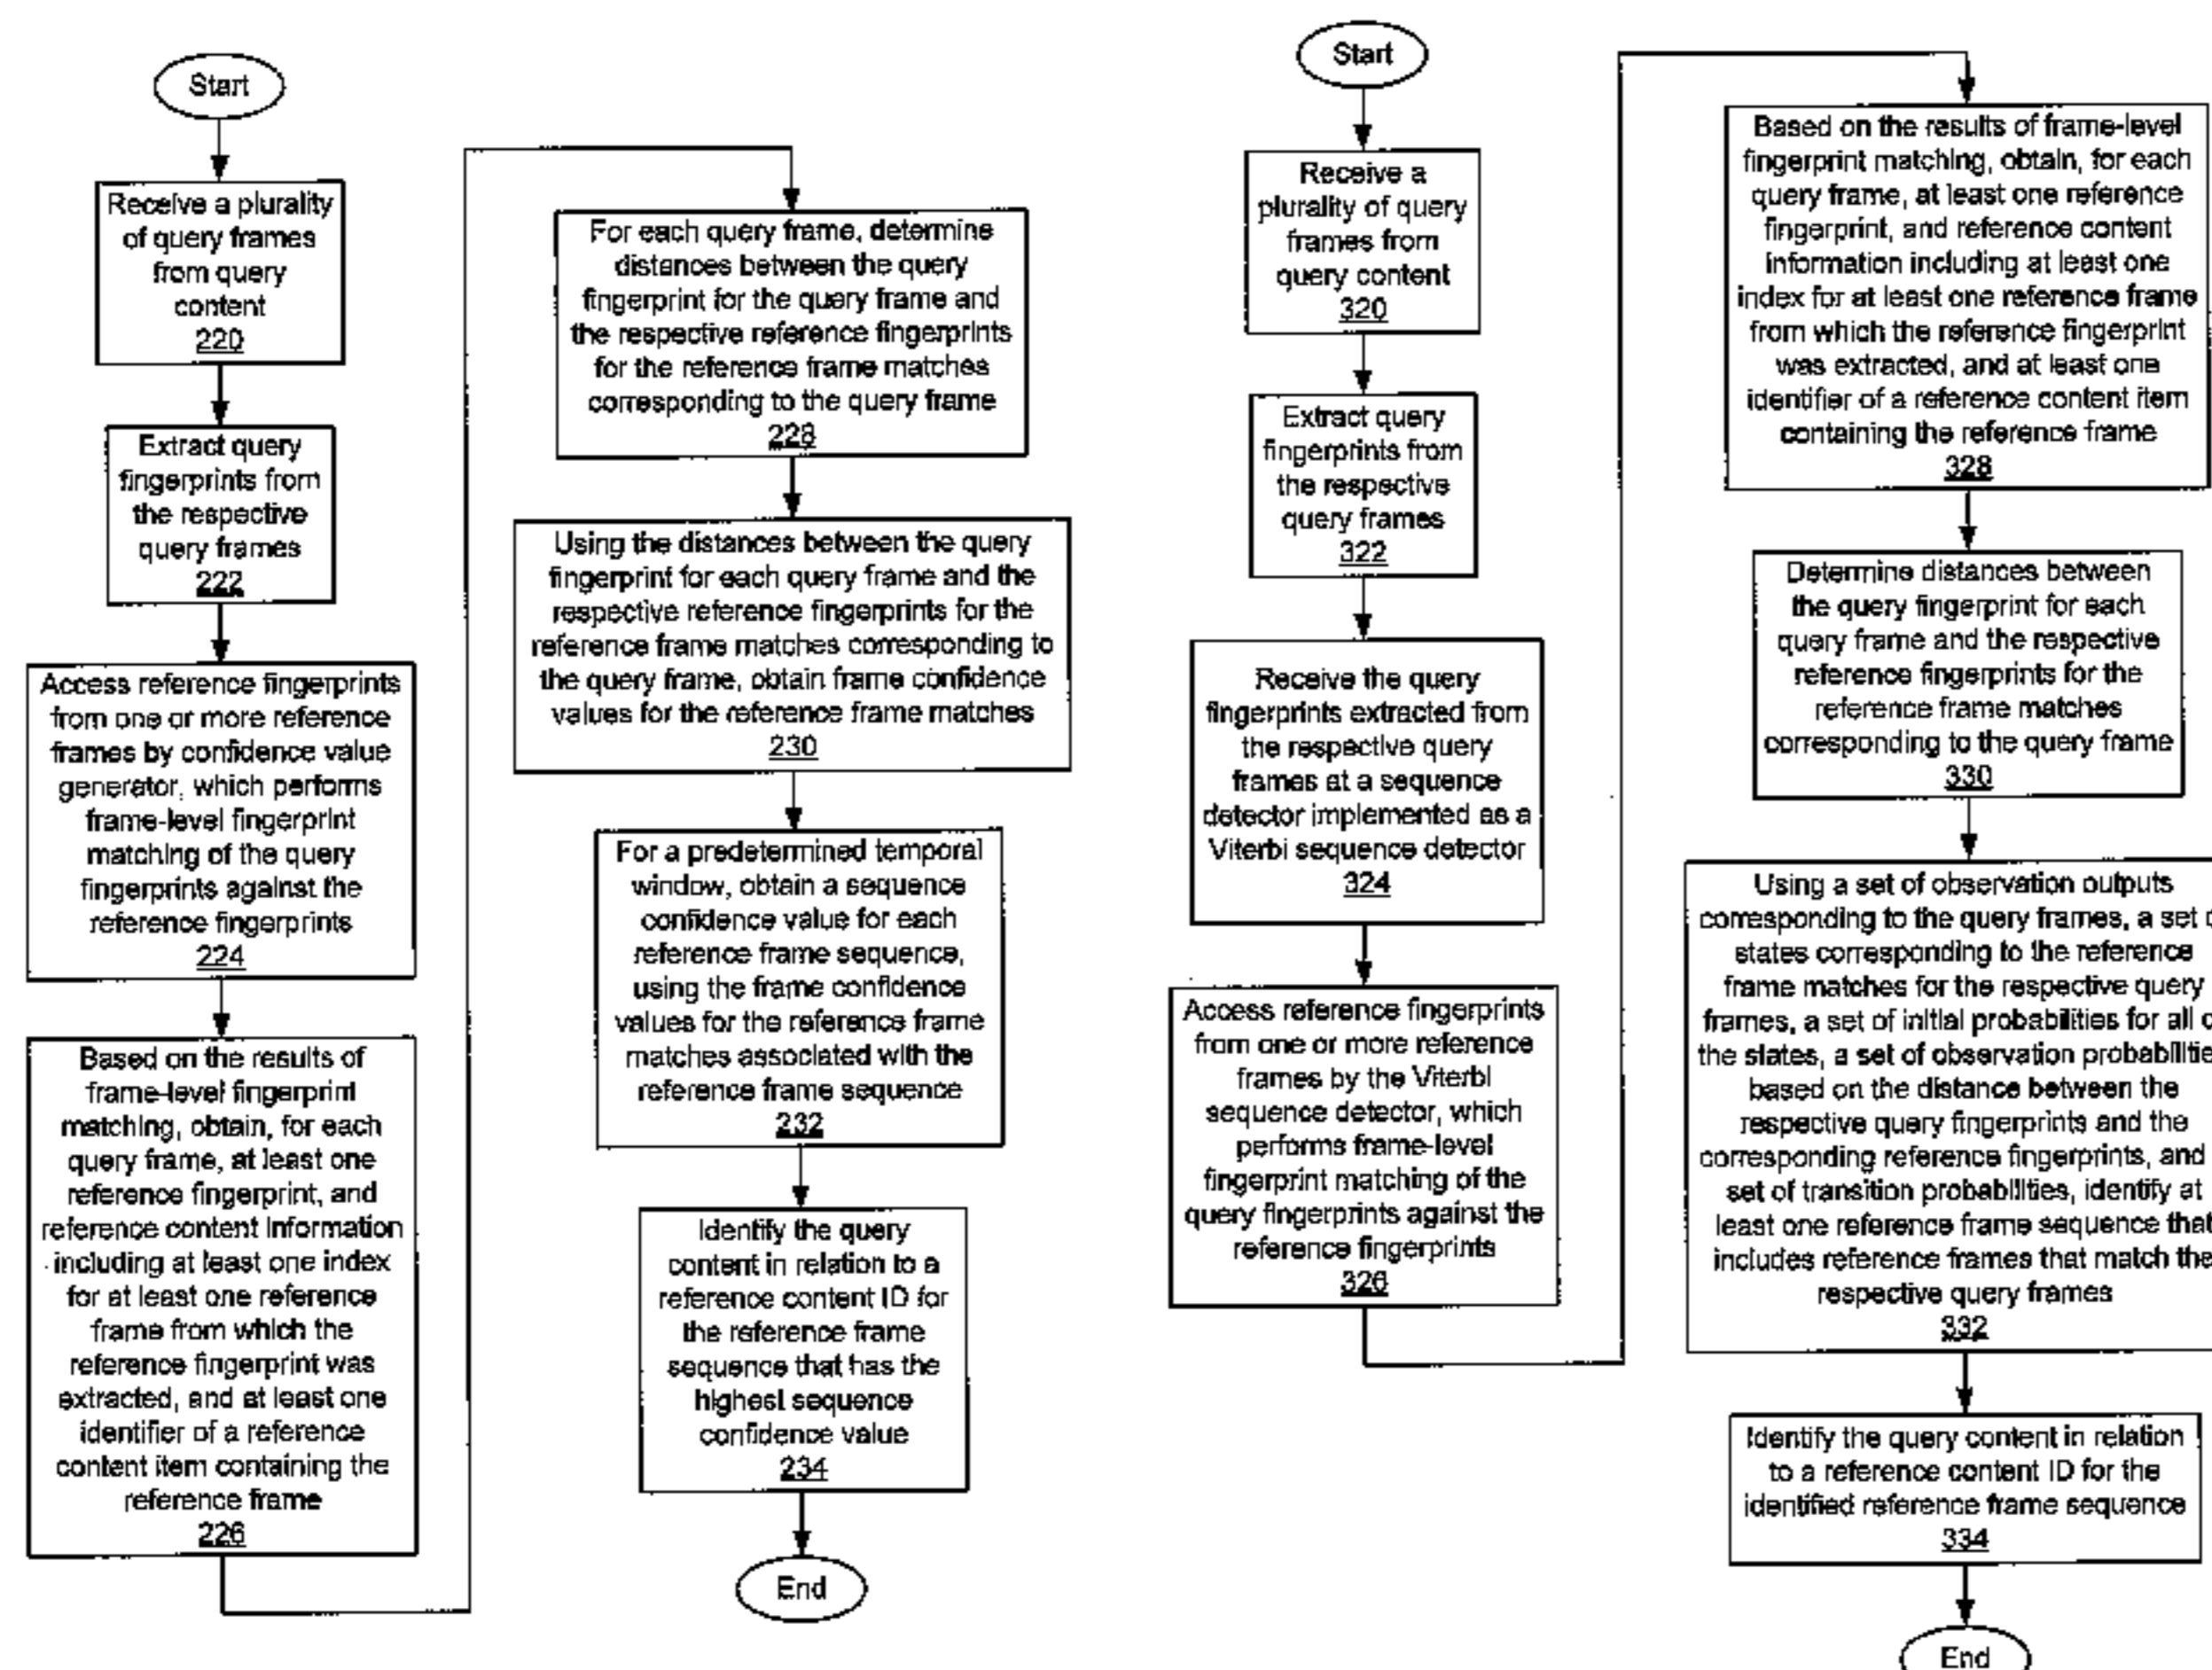 Start
Receive a plurality
of query frames
from query
content
220
Extract query
fingerprints from
the respective
query frames
222
Access reference fingerprints
from one or more reference
frames by confidence value
generator, which performs
frame-level fingerprint
matching of the query
fingerprints against the
reference fingerprints
224
Based on the results of
frame-level fingerprint
matching, obtain, for each
query frame, at least one
reference fingerprint, and
reference content information
including at least one index
for at least one reference
frame from which the
reference fingerprint was
extracted, and at least one
identifier of a reference
content item containing the
reference frame
226
For each query frame, determine
distances between the query
fingerprint for the query frame and
the respective reference fingerprints
for the reference frame matches
corresponding to the query frame
228
Using the distances between the query
fingerprint for each query frame and the
respective reference fingerprints for the
reference frame matches corresponding to
the query frame, obtain frame confidence
values for the reference frame matches
230
For a predetermined temporal
window, obtain a sequence
confidence value for each
reference frame sequence,
using the frame confidence
values for the reference frame
matches associated with the
reference frame sequence
232
Identify the query
content in relation to a
reference content ID for
the reference frame
sequence that has the
highest sequence
confidence value
234
End
Start
Receive a
plurality of query
frames from
query content
320
Extract query
fingerprints from
the respective
query frames
322
Receive the query
fingerprints extracted from
the respective query
frames at a sequence
detector implemented as a
Viterbi sequence detector
324
Access reference fingerprints
from one or more reference
frames by the Viterbi
sequence detector, which
performs frame-level
fingerprint matching of the
query fingerprints against the
reference fingerprints
326
Based on the results of frame-level
fingerprint matching, obtain, for each
query frame, at least one reference
fingerprint, and reference content
information including at least one
index for at least one reference frame
from which the reference fingerprint
was extracted, and at least one
identifier of a reference content item
containing the reference frame
328
Determine distances between
the query fingerprint for each
query frame and the respective
reference fingerprints for the
reference frame matches
corresponding to the query frame
330
Using a set of observation outputs
corresponding to the query frames, a set
states corresponding to the reference
frame matches for the respective query
frames, a set of initial probabilities for all
the states, a set of observation
based on the distance between the
respective query fingerprints and the
corresponding reference fingerprints, and
set of transition probabilities, identify at
least one reference frame sequence that
includes reference frames that match the
respective query frames
332
Identify the query content in relation
to a reference content ID for the
identified reference frame sequence
334
End